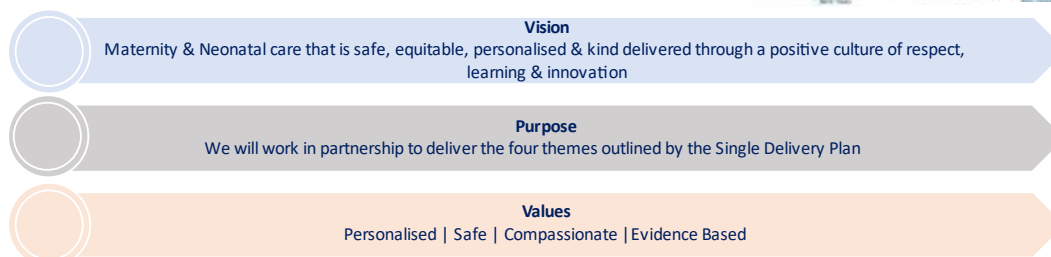 Vision
Maternity & Neonatal care that is safe, equitable, personalised & kind delivered through a positive culture of respect,
learning & innovation
Purpose
We will work in partnership to deliver the four themes outlined by the Single Delivery Plan
Values
Personalised | Safe | Compassionate |Evidence Based